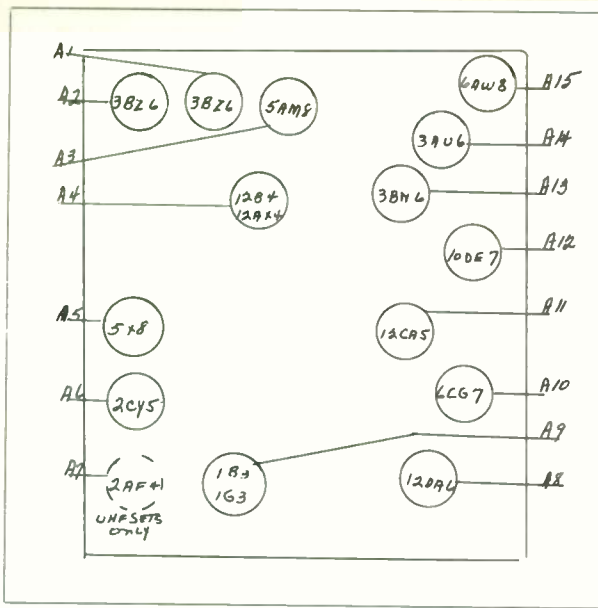 A1
A2 3BZ6 3BZ6 5AM8 6AW8 A15
A3 3AU6 A14
A4 12B4 3BN6 A13
12AX4
10DE7 A12
A5 5X8 12CA5 A11
A6 2CY5 6CG7 A10
A9
A7 2AF4 1B3 12DQ6 A8
1G3
UHF SETS
ONLY